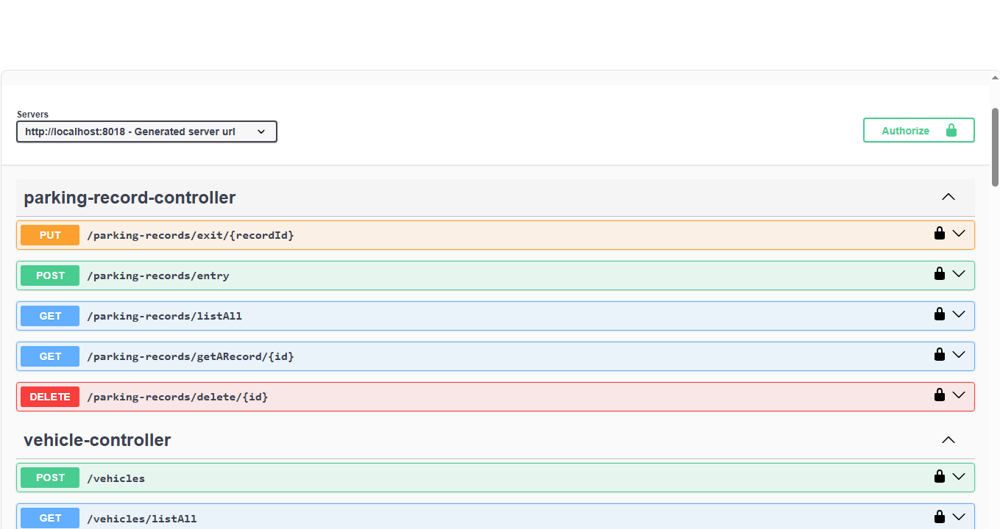 Servers
http://localhost:8018 - Generated server url
Authorize
parking-record-controller
PUT /parking-records/exit/{recordId}
POST /parking-records/entry
GET /parking-records/listAll
GET /parking-records/getARecord/{id}
DELETE /parking-records/delete/{id}
vehicle-controller
POST /vehicles
GET /vehicles/listAll